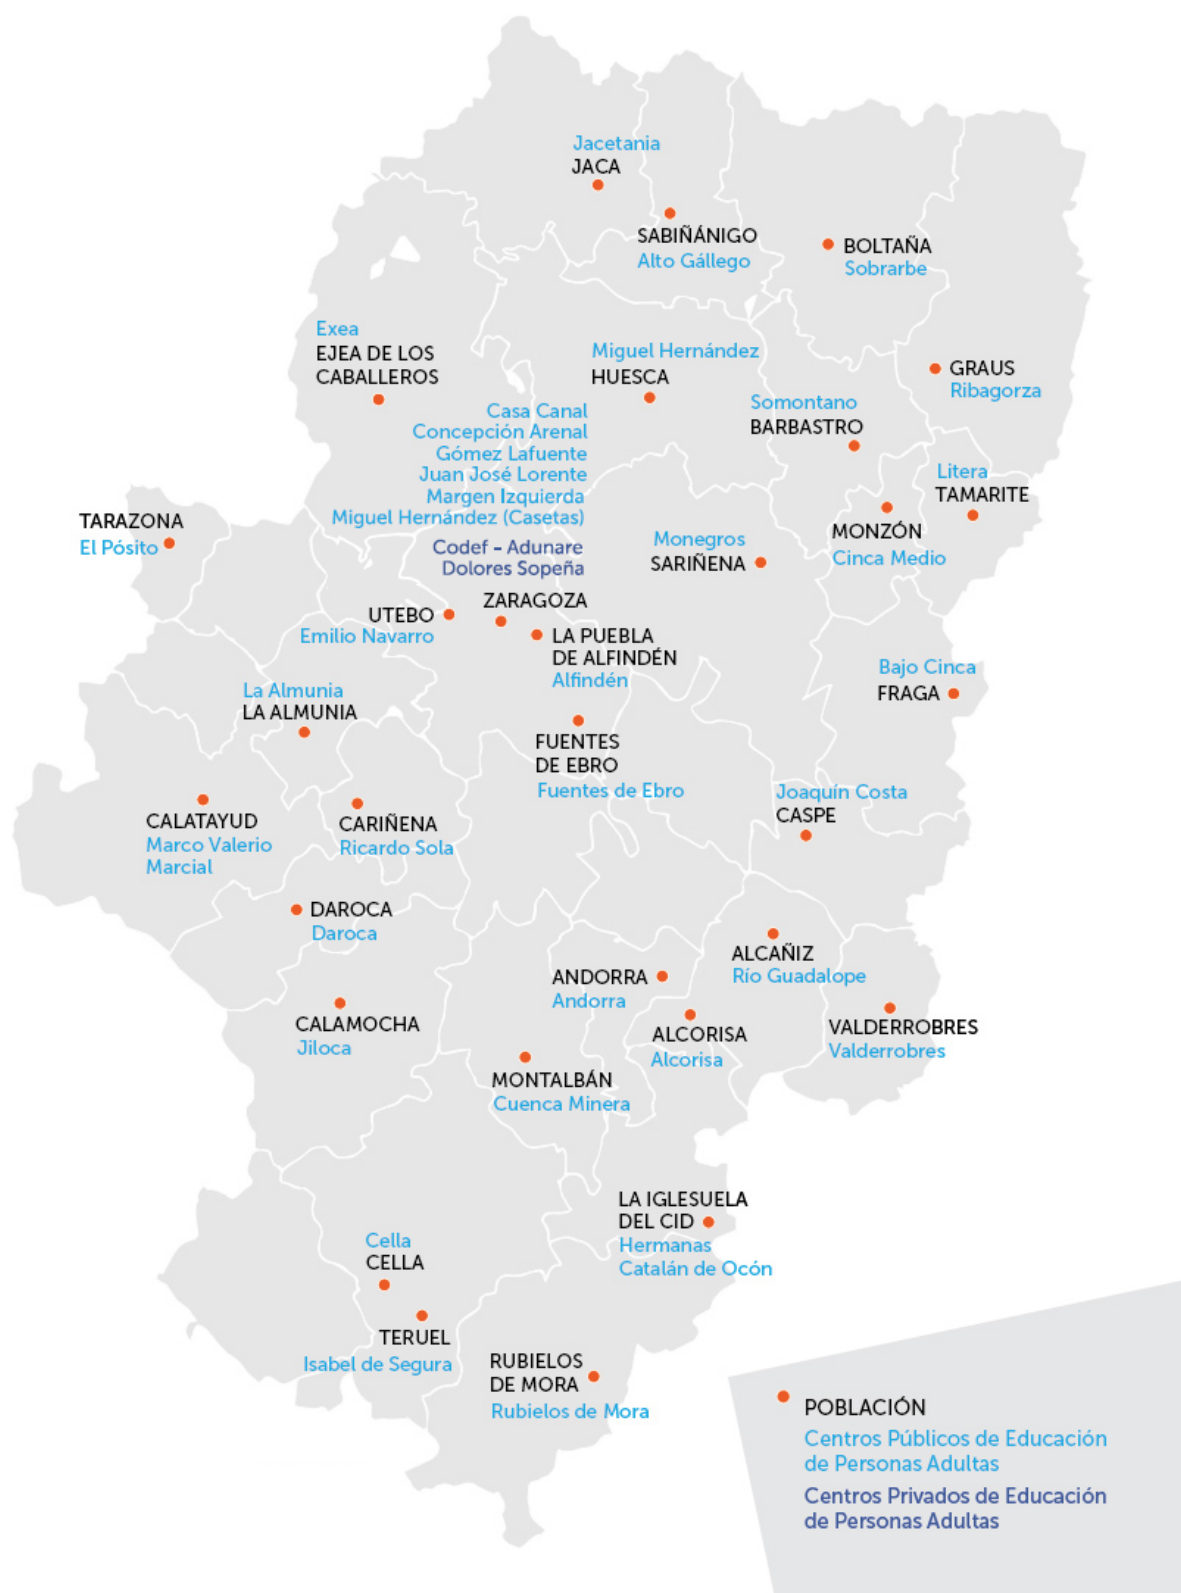 Jacetania
JACA
SABIÑÁNIGO
Alto Gállego
BOLTAÑA
Sobrarbe
Exea
EJEA DE LOS
CABALLEROS
Miguel Hernández
HUESCA
GRAUS
Ribagorza
Somontano
BARBASTRO
Casa Canal
Concepción Arenal
Gómez Lafuente
Juan José Lorente
Margen Izquierda
Miguel Hernández (Casetas)
Codef - Adunare
Dolores Sopeña
ZARAGOZA
Litera
TAMARITE
TARAZONA
El Pósito
MONZÓN
Cinca Medio
Monegros
SARIÑENA
UTEBO
Emilio Navarro
LA PUEBLA
DE ALFINDÉN
Alfindén
Bajo Cinca
FRAGA
La Almunia
LA ALMUNIA
FUENTES
DE EBRO
Fuentes de Ebro
Joaquín Costa
CASPE
CALATAYUD
Marco Valerio
Marcial
CARIÑENA
Ricardo Sola
DAROCA
Daroca
ALCAÑIZ
Río Guadalope
ANDORRA
Andorra
CALAMOCHA
Jiloca
ALCORISA
Alcorisa
VALDERROBRES
Valderrobres
MONTALBÁN
Cuenca Minera
LA IGLESUELA
DEL CID
Hermanas
Catalán de Ocón
Cella
CELLA
TERUEL
Isabel de Segura
RUBIELOS
DE MORA
Rubielos de Mora
POBLACIÓN
Centros Públicos de Educación
de Personas Adultas
Centros Privados de Educación
de Personas Adultas